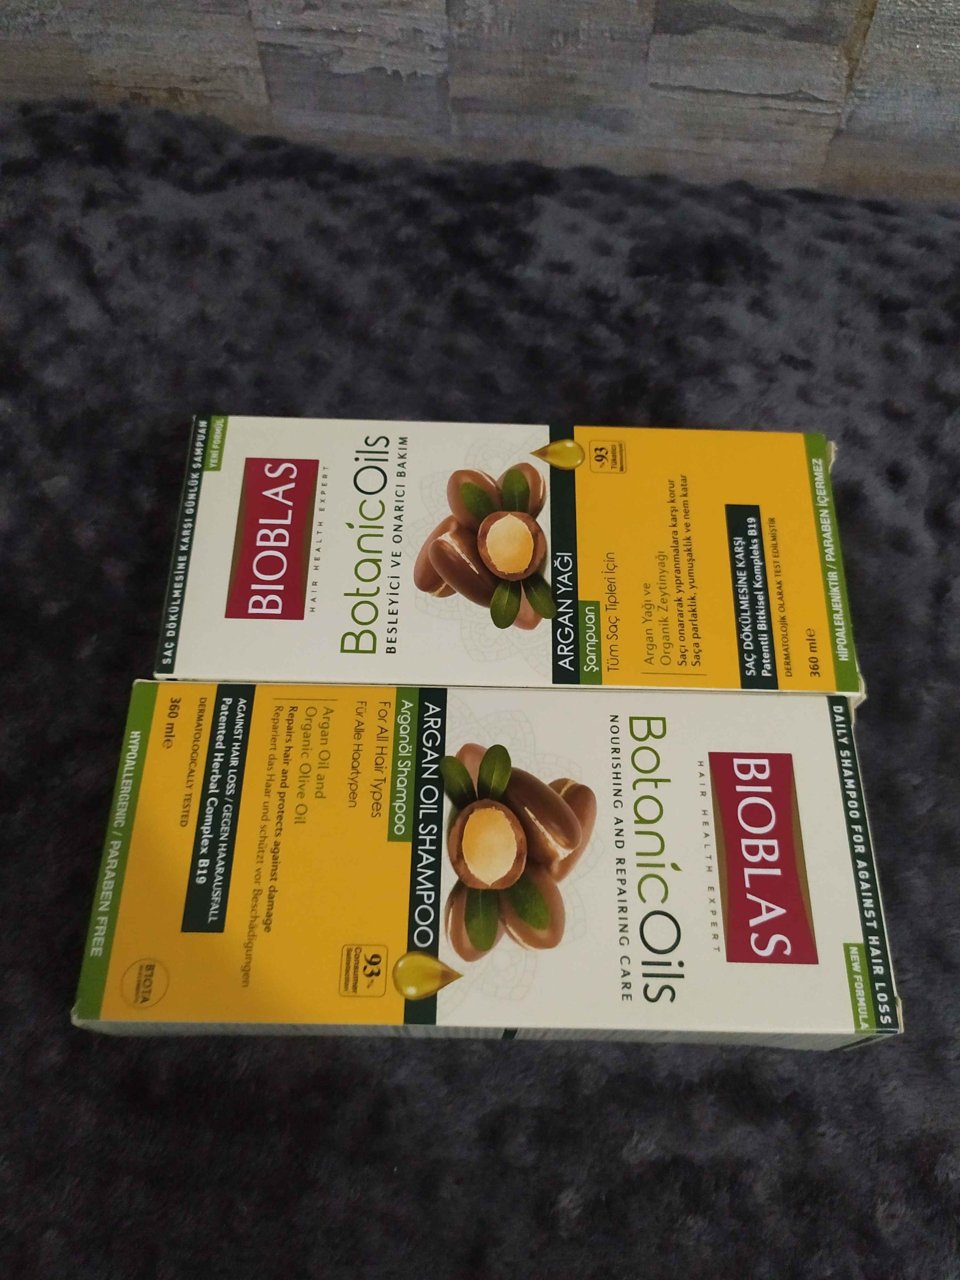 SAÇ DÖKÜLMESİNE KARŞI GÜNLÜK ŞAMPUAN
YENİ FORMÜL
BIOBLAS
HAIR HEALTH EXPERT
BotanicOils
BESLEYİCİ VE ONARICI BAKIM
ARGAN YAĞI
Şampuan
Tüm Saç Tipleri İçin
%93
Argan Yağı ve
Organik Zeytinyağı
Saçı onararak yıpranmalara karşı korur
Saça parlaklık, yumuşaklık ve nem katar
SAÇ DÖKÜLMESİNE KARŞI
Patentli Bitkisel Kompleks B19
DERMATOLOJİK OLARAK TEST EDİLMİŞTİR
360 mle
HİPOALERJENİKTİR / PARABEN İÇERMEZ
DAILY SHAMPOO FOR AGAINST HAIR LOSS
NEW FORMULA
BIOBLAS
HAIR HEALTH EXPERT
BotanicOils
NOURISHING AND REPAIRING CARE
ARGAN OIL SHAMPOO
Arganöl Shampoo
For All Hair Types
Für Alle Haartypen
93%
Consumer
Satisfaction
Argan Oil and
Organic Olive Oil
Repairs hair and protects against damage
Repariert das Haar und schützt vor Beschädigungen
AGAINST HAIR LOSS / GEGEN HAARAUSFALL
Patented Herbal Complex B19
DERMATOLOGICALLY TESTED
360 mle
BIOTA
HYPOALLERGENIC / PARABEN FREE